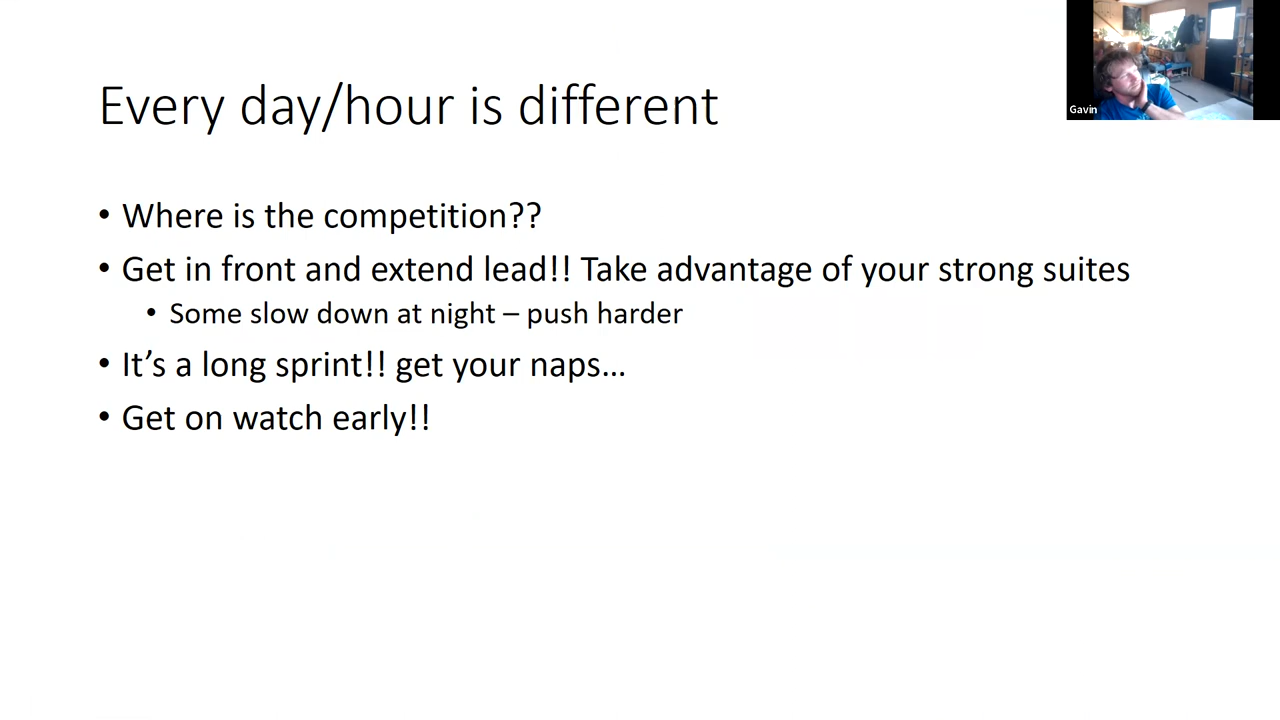 Every day/hour is different
Gavin
• Where is the competition??
• Get in front and extend lead!! Take advantage of your strong suites
• Some slow down at night – push harder
• It’s a long sprint!! get your naps…
• Get on watch early!!